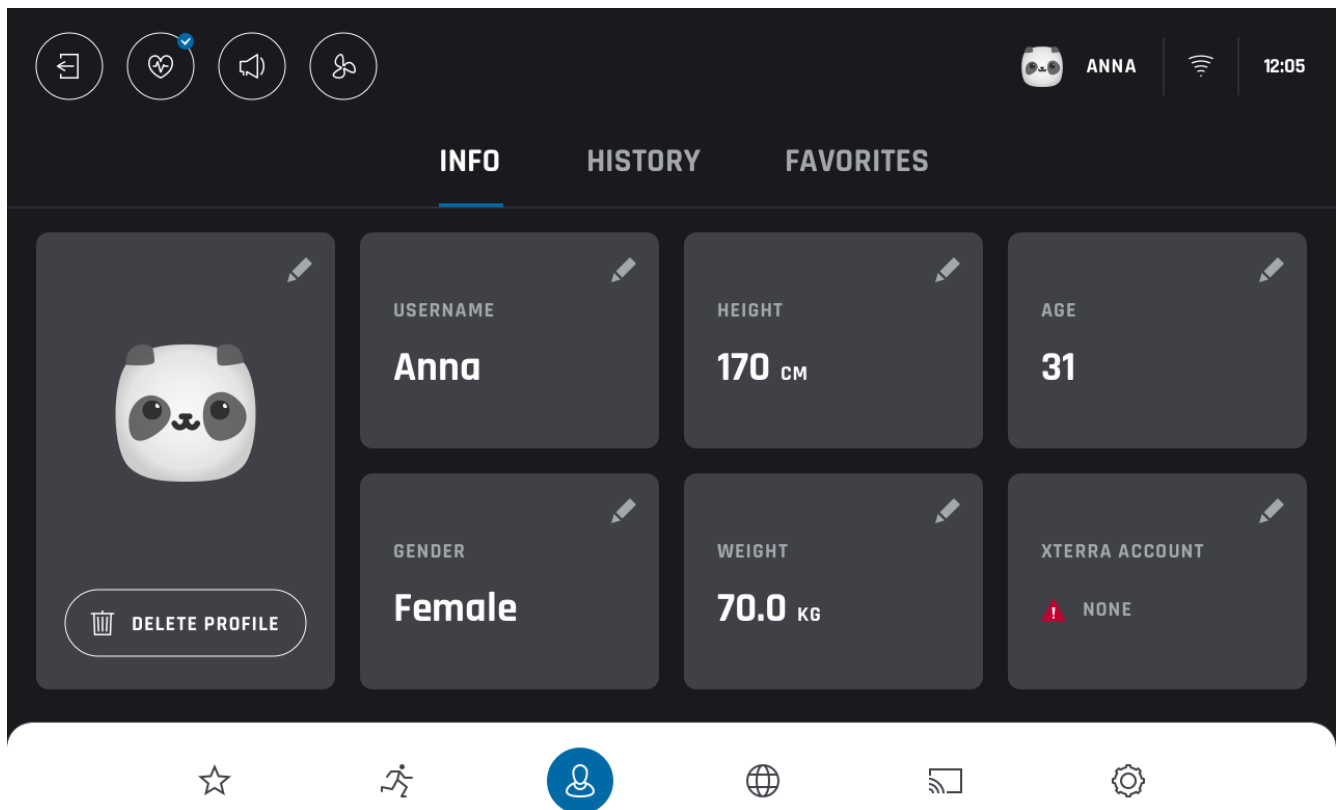 ANNA
12:05
INFO
HISTORY
FAVORITES
USERNAME
Anna
HEIGHT
170 CM
AGE
31
DELETE PROFILE
GENDER
Female
WEIGHT
70.0 KG
XTERRA ACCOUNT
NONE